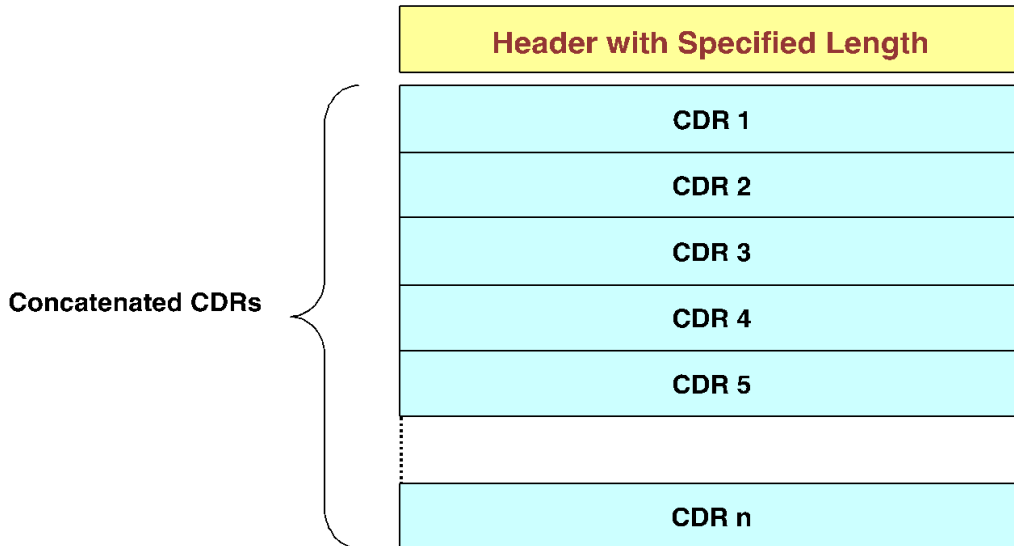 Header with Specified Length
CDR 1
CDR 2
CDR 3
Concatenated CDRs
CDR 4
CDR 5
CDR n